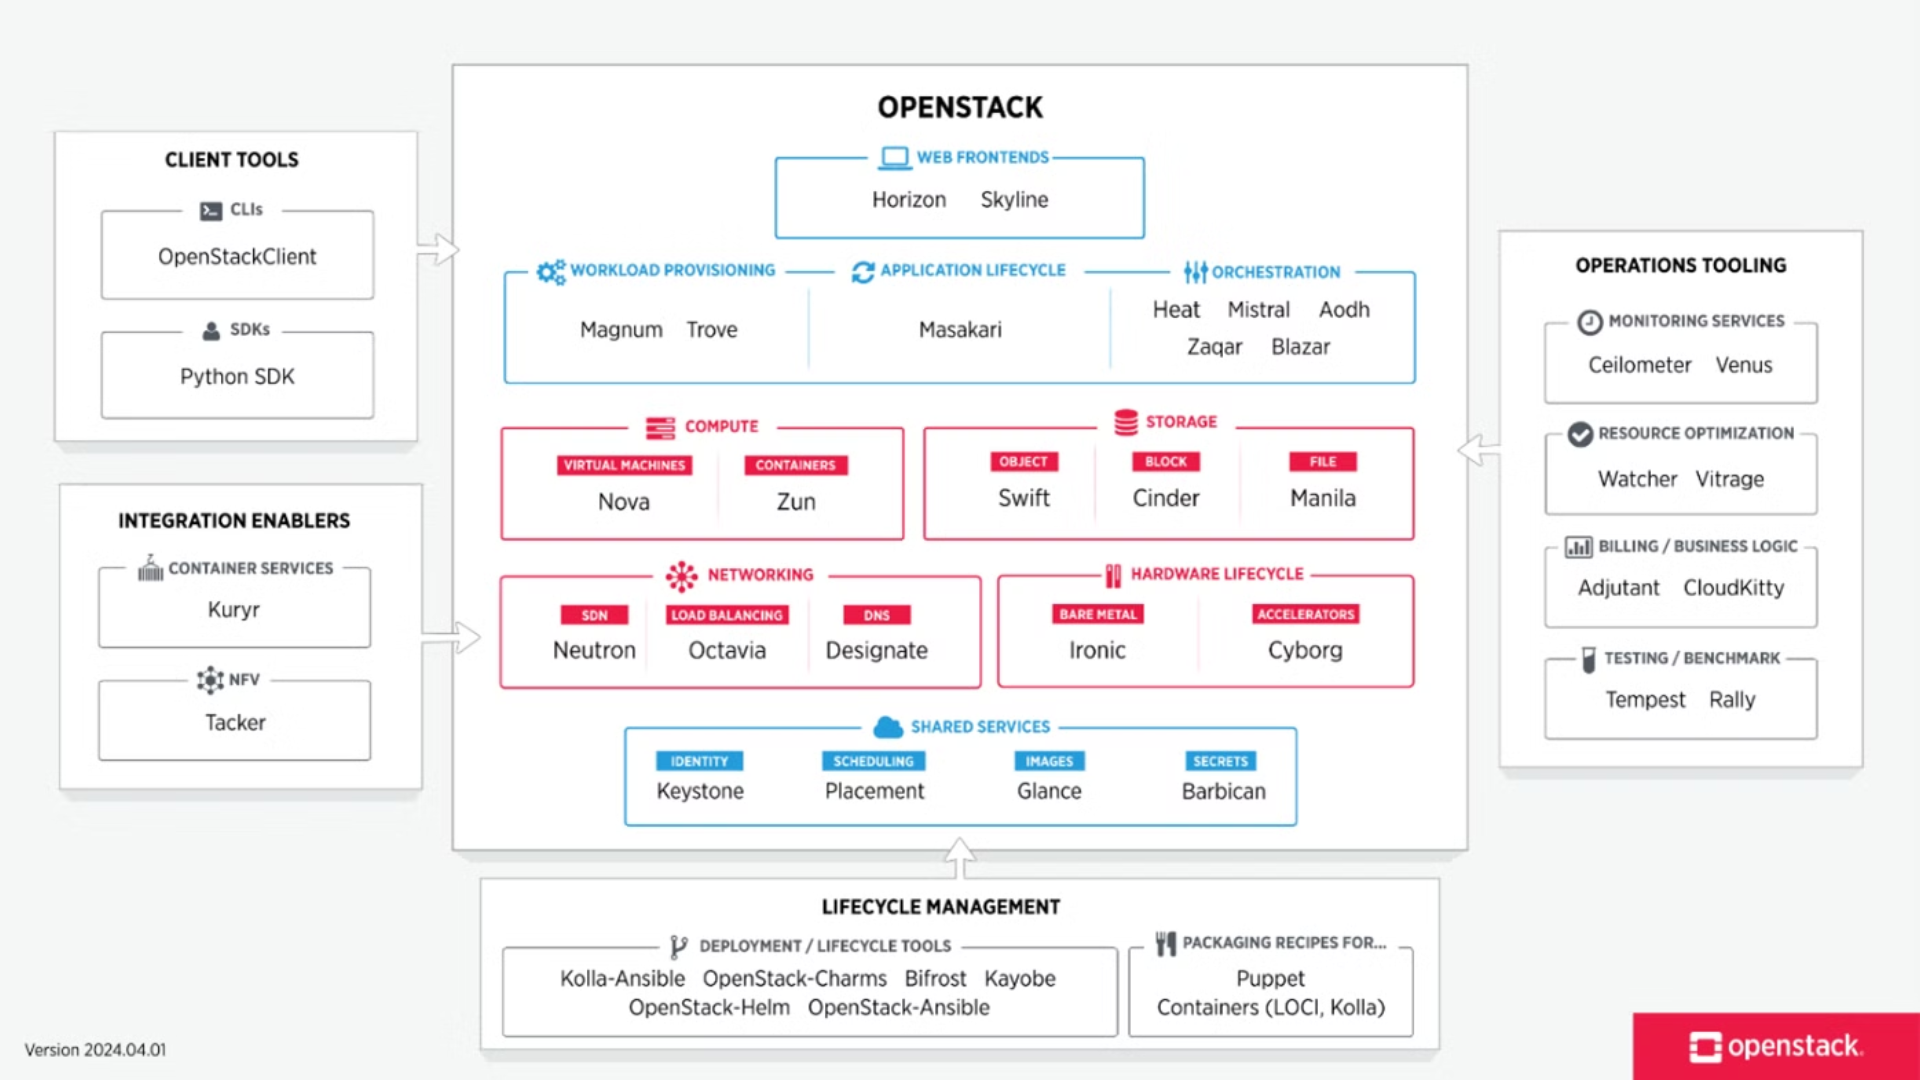 OPENSTACK
WEB FRONTENDS
Horizon Skyline
WORKLOAD PROVISIONING
Magnum Trove
APPLICATION LIFECYCLE
Masakari
ORCHESTRATION
Heat Mistral Aodh
Zaqar Blazar
COMPUTE
VIRTUAL MACHINES
Nova
CONTAINERS
Zun
STORAGE
OBJECT
Swift
BLOCK
Cinder
FILE
Manila
NETWORKING
SDN
Neutron
LOAD BALANCING
Octavia
DNS
Designate
HARDWARE LIFECYCLE
BARE METAL
Ironic
ACCELERATORS
Cyborg
SHARED SERVICES
IDENTITY
Keystone
SCHEDULING
Placement
IMAGES
Glance
SECRETS
Barbican
CLIENT TOOLS
CLIs
OpenStackClient
SDKs
Python SDK
INTEGRATION ENABLERS
CONTAINER SERVICES
Kuryr
NFV
Tacker
OPERATIONS TOOLING
MONITORING SERVICES
Ceilometer Venus
RESOURCE OPTIMIZATION
Watcher Vitrage
BILLING / BUSINESS LOGIC
Adjutant CloudKitty
TESTING / BENCHMARK
Tempest Rally
LIFECYCLE MANAGEMENT
DEPLOYMENT / LIFECYCLE TOOLS
Kolla-Ansible OpenStack-Charms Bifrost Kayobe
OpenStack-Helm OpenStack-Ansible
PACKAGING RECIPES FOR...
Puppet
Containers (LOCI, Kolla)
Version 2024.04.01
openstack.